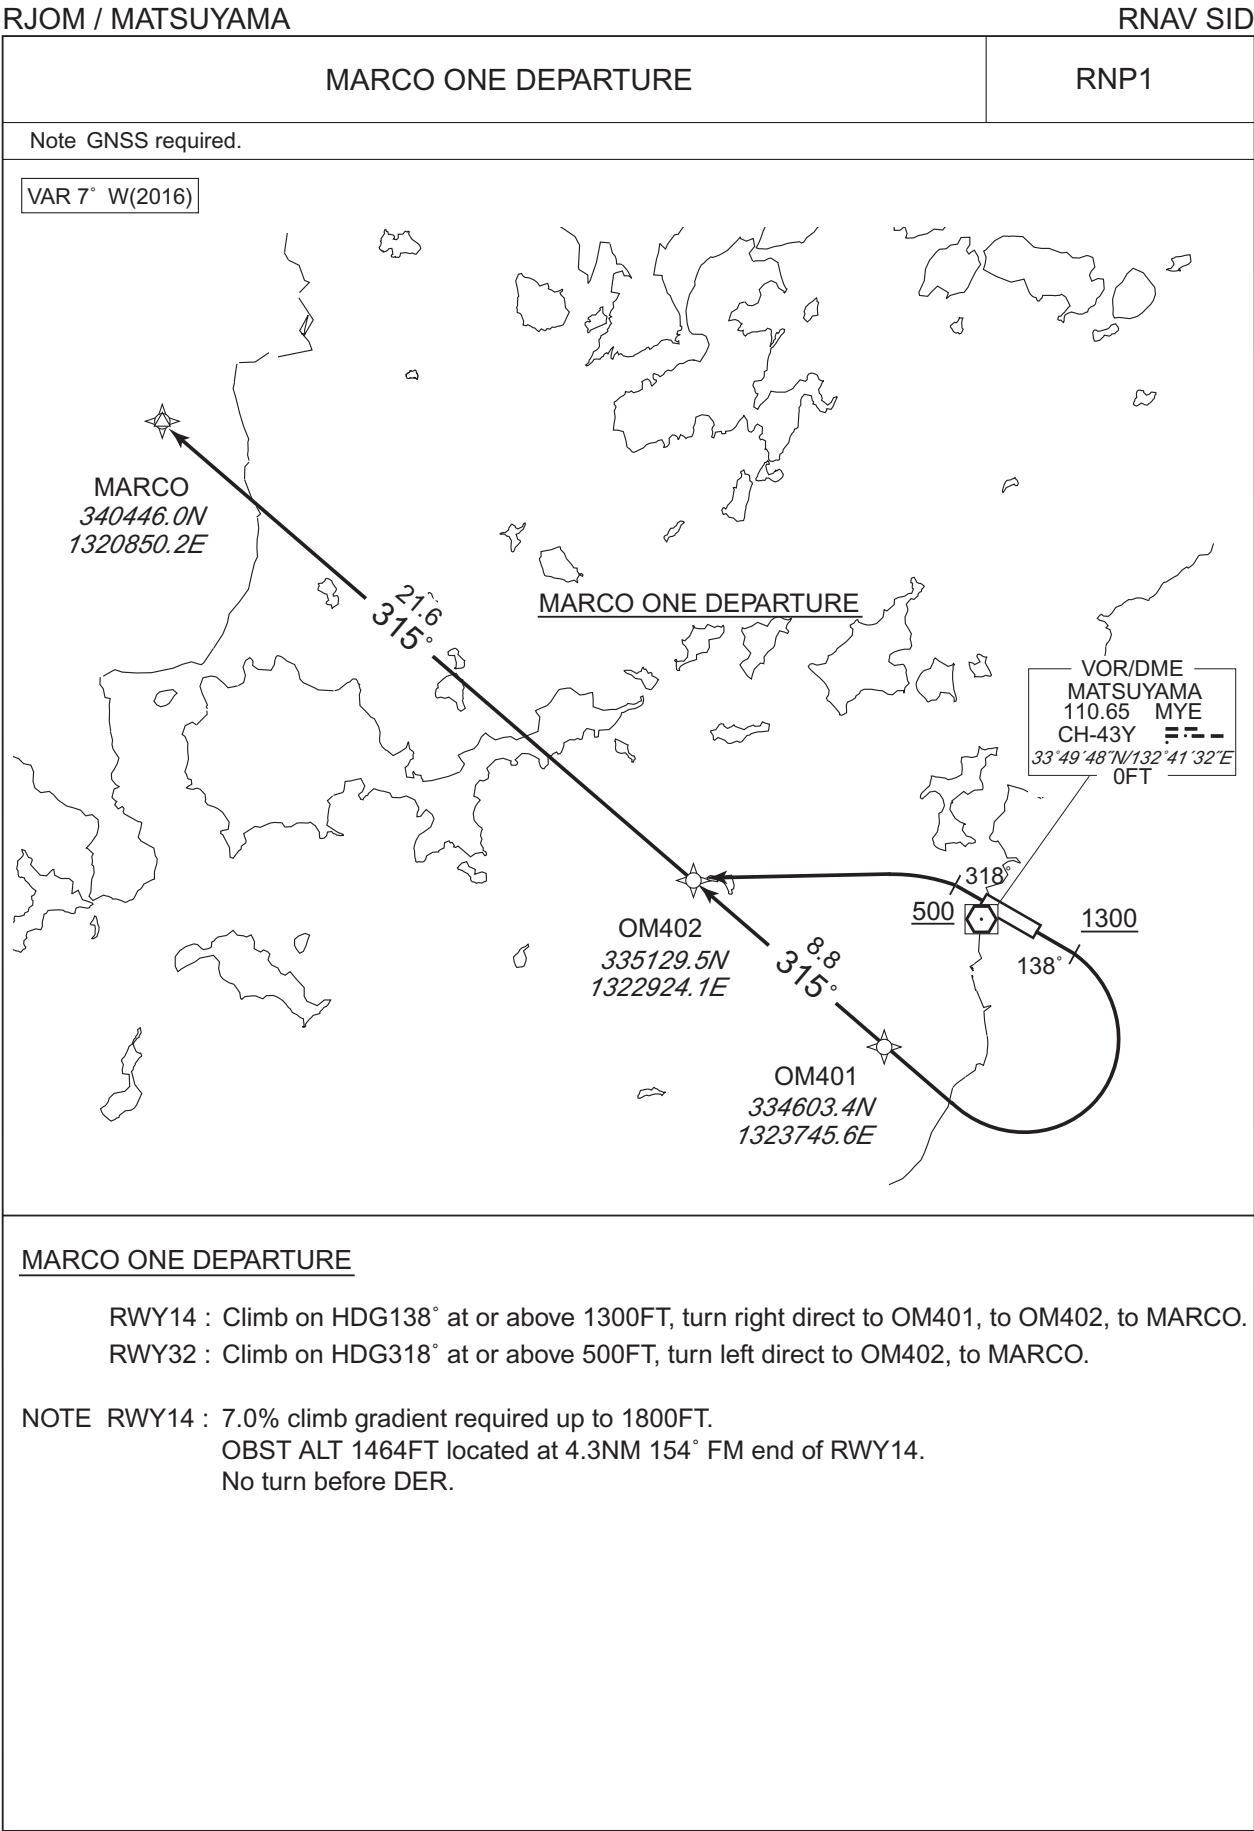 RJOM / MATSUYAMA
RNAV SID
MARCO ONE DEPARTURE
RNP1
Note GNSS required.
VAR 7˚ W(2016)
MARCO
340446.0N
1320850.2E
21.6
315˚
MARCO ONE DEPARTURE
VOR/DME
MATSUYAMA
110.65 MYE
CH-43Y
33˚49´48˝N/132˚41´32˝E
0FT
318˚
500
1300
138˚
OM402
335129.5N
1322924.1E
8.8
315˚
OM401
334603.4N
1323745.6E
MARCO ONE DEPARTURE
RWY14 : Climb on HDG138˚ at or above 1300FT, turn right direct to OM401, to OM402, to MARCO.
RWY32 : Climb on HDG318˚ at or above 500FT, turn left direct to OM402, to MARCO.
NOTE RWY14 : 7.0% climb gradient required up to 1800FT.
OBST ALT 1464FT located at 4.3NM 154˚ FM end of RWY14.
No turn before DER.